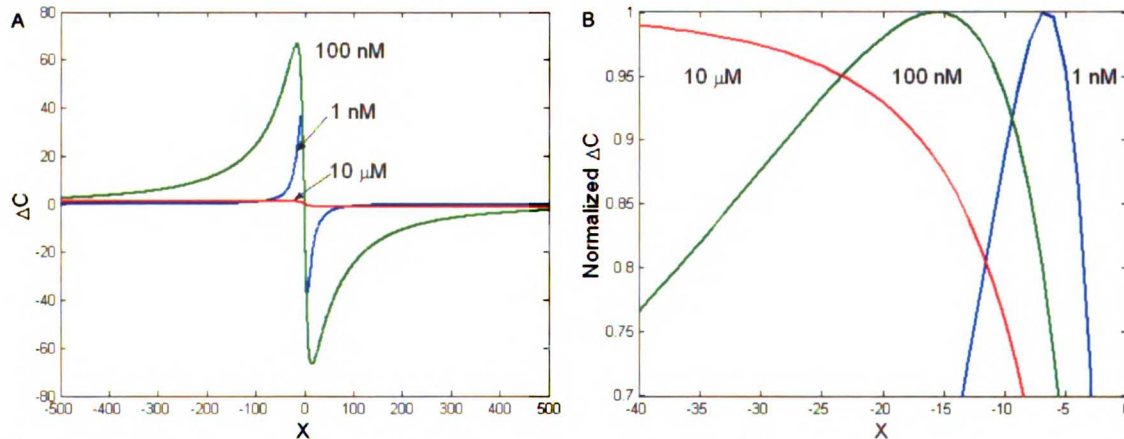 A
80
60
40
20
0
-20
-40
-60
-80
ΔC
-500 -400 -300 -200 -100 0 100 200 300 400 500
X
100 nM
1 nM
10 μM
B
1
0.95
0.9
0.85
0.8
0.75
0.7
Normalized ΔC
-40 -35 -30 -25 -20 -15 -10 -5 0
X
10 μM
100 nM
1 nM